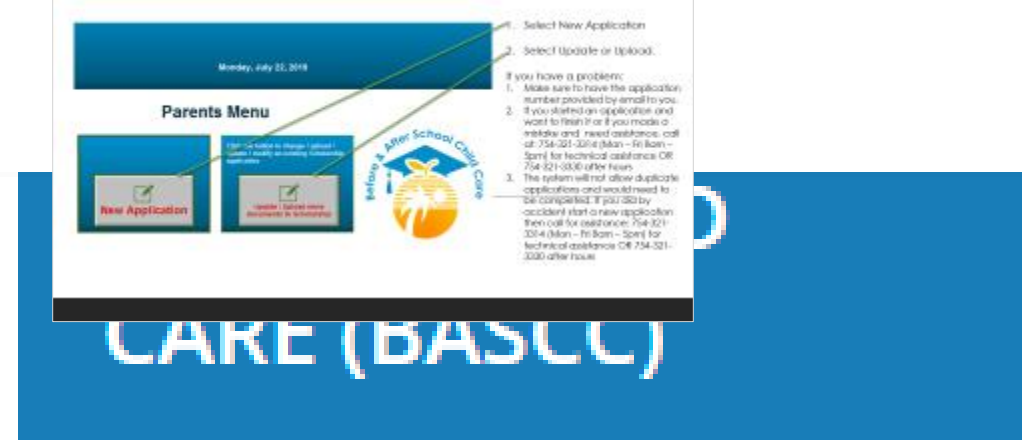 Monday, July 22, 2019
Parents Menu
New Application
Update / Upload more
documents to Scholarship
Before & After School Child Care
1. Select New Application
2. Select Update or Upload.
If you have a problem:
1. Make sure to have the application
number provided by email to you.
2. If you started an application and
want to finish it or if you made a
mistake and need assistance, call
at: 754-321-3314 (Mon – Fri 8am –
5pm) for technical assistance OR
754-321-3330 after hours
3. The system will not allow duplicate
applications and would need to
be completed. If you did by
accident start a new application
then call for assistance: 754-321-
3314 (Mon – Fri 8am – 5pm) for
technical assistance OR 754-321-
3330 after hours
D
CARE (BASCC)